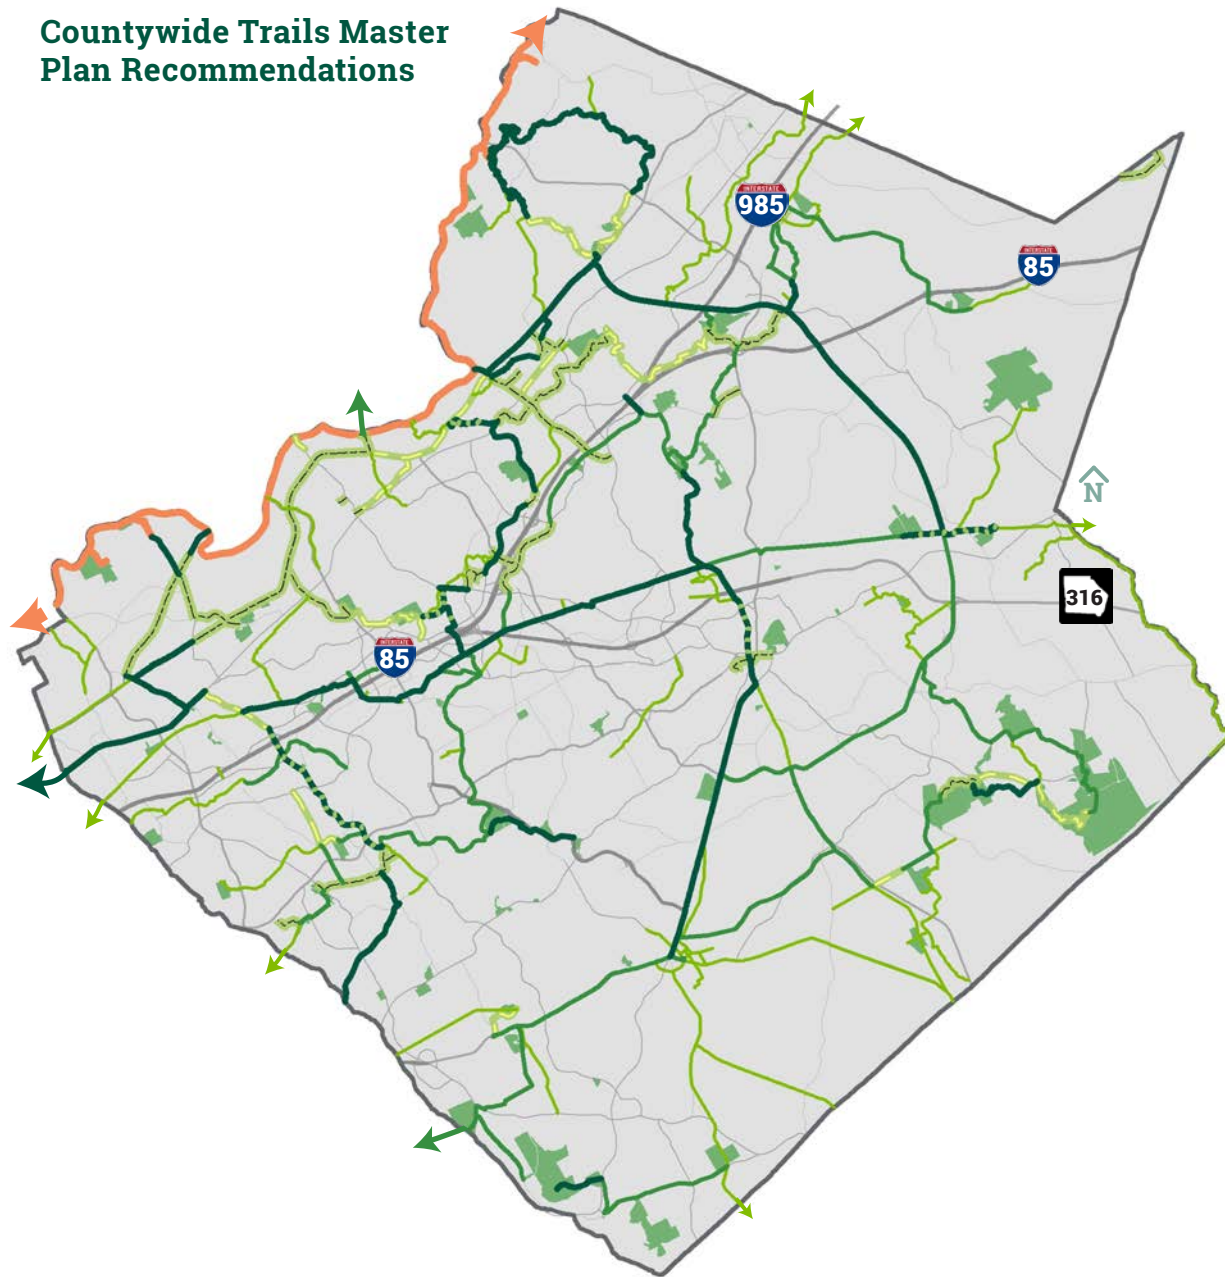 Countywide Trails Master
Plan Recommendations
INTERSTATE
985
INTERSTATE
85
N
316
INTERSTATE
85